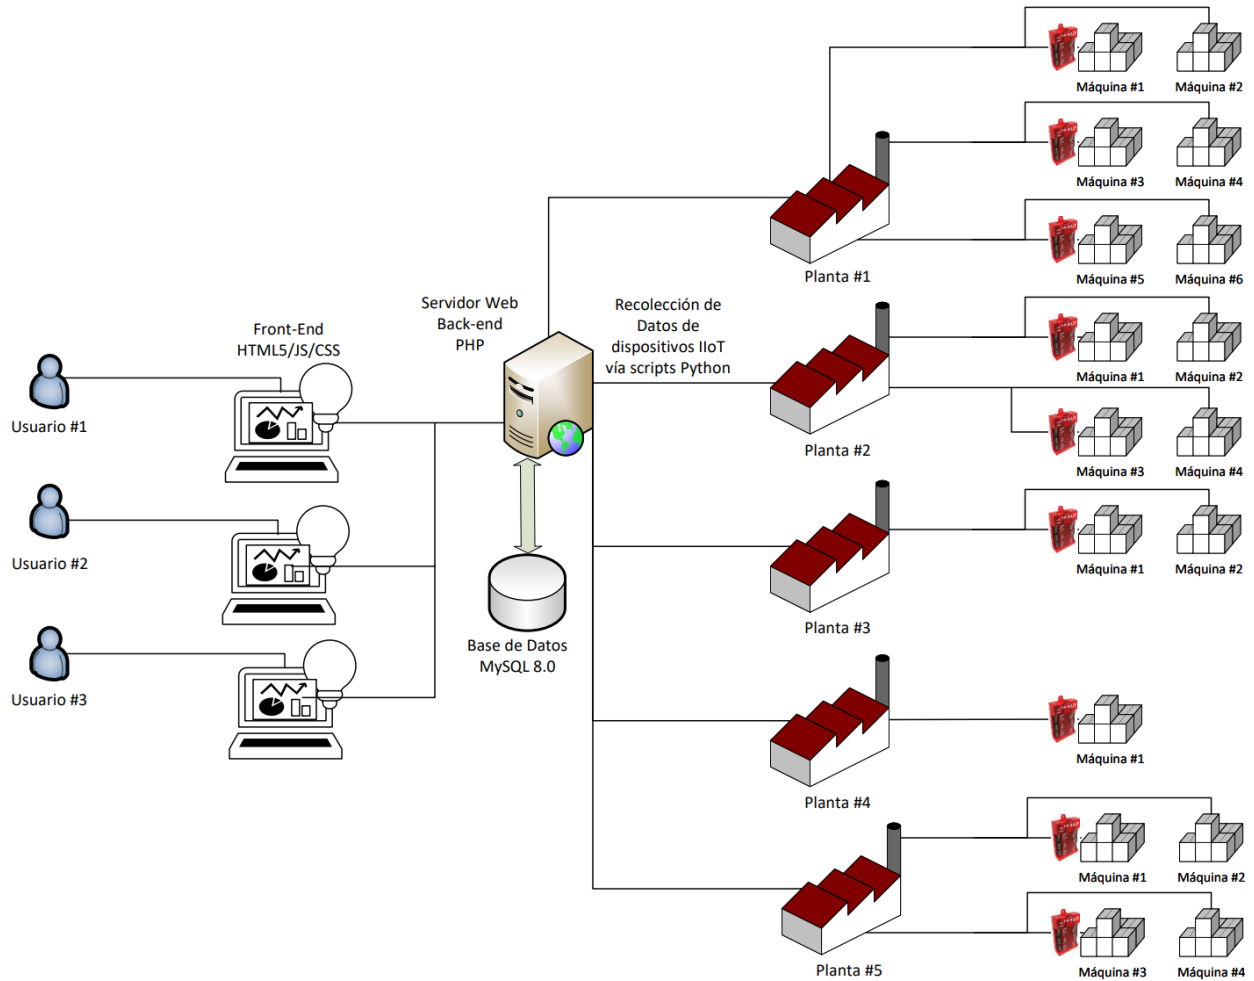 Máquina #1
Máquina #2
Máquina #3
Máquina #4
Máquina #5
Máquina #6
Planta #1
Servidor Web
Back-end
PHP
Recolección de
Datos de
dispositivos IIoT
vía scripts Python
Front-End
HTML5/JS/CSS
Usuario #1
Máquina #1
Máquina #2
Planta #2
Máquina #3
Máquina #4
Usuario #2
Máquina #1
Máquina #2
Planta #3
Base de Datos
MySQL 8.0
Usuario #3
Máquina #1
Planta #4
Máquina #1
Máquina #2
Planta #5
Máquina #3
Máquina #4